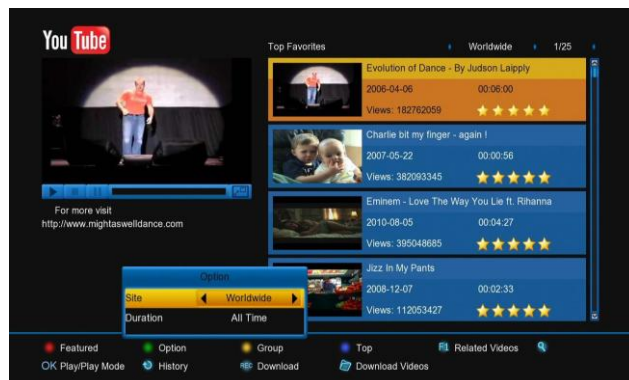 You Tube
Top Favorites Worldwide 1/25
Evolution of Dance - By Judson Laipply
2006-04-06 00:06:00
Views: 182762059
Charlie bit my finger - again !
2007-05-22 00:00:56
Views: 382093345
Eminem - Love The Way You Lie ft. Rihanna
2010-08-05 00:04:27
Views: 395048685
Jizz In My Pants
2008-12-07 00:02:33
Views: 112053427
For more visit
http://www.mightaswelldance.com
Option
Site Worldwide
Duration All Time
Featured Option Group Top F1 Related Videos
OK Play/Play Mode History REC Download Download Videos